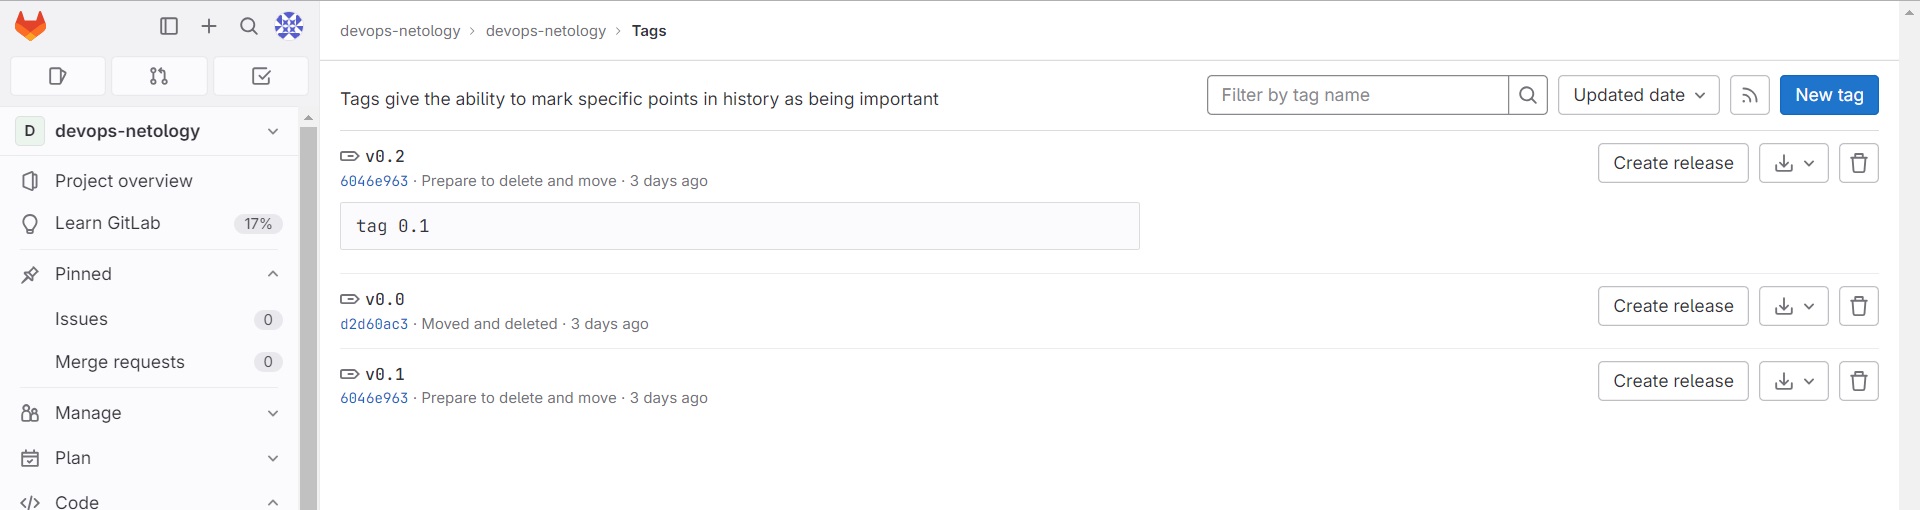 devops-netology > devops-netology > Tags
D devops-netology
Project overview
Learn GitLab 17%
Pinned
Issues 0
Merge requests 0
Manage
Plan
Code
Tags give the ability to mark specific points in history as being important
Filter by tag name
Updated date
New tag
v0.2
6046e963 · Prepare to delete and move · 3 days ago
Create release
tag 0.1
v0.0
d2d60ac3 · Moved and deleted · 3 days ago
Create release
v0.1
6046e963 · Prepare to delete and move · 3 days ago
Create release